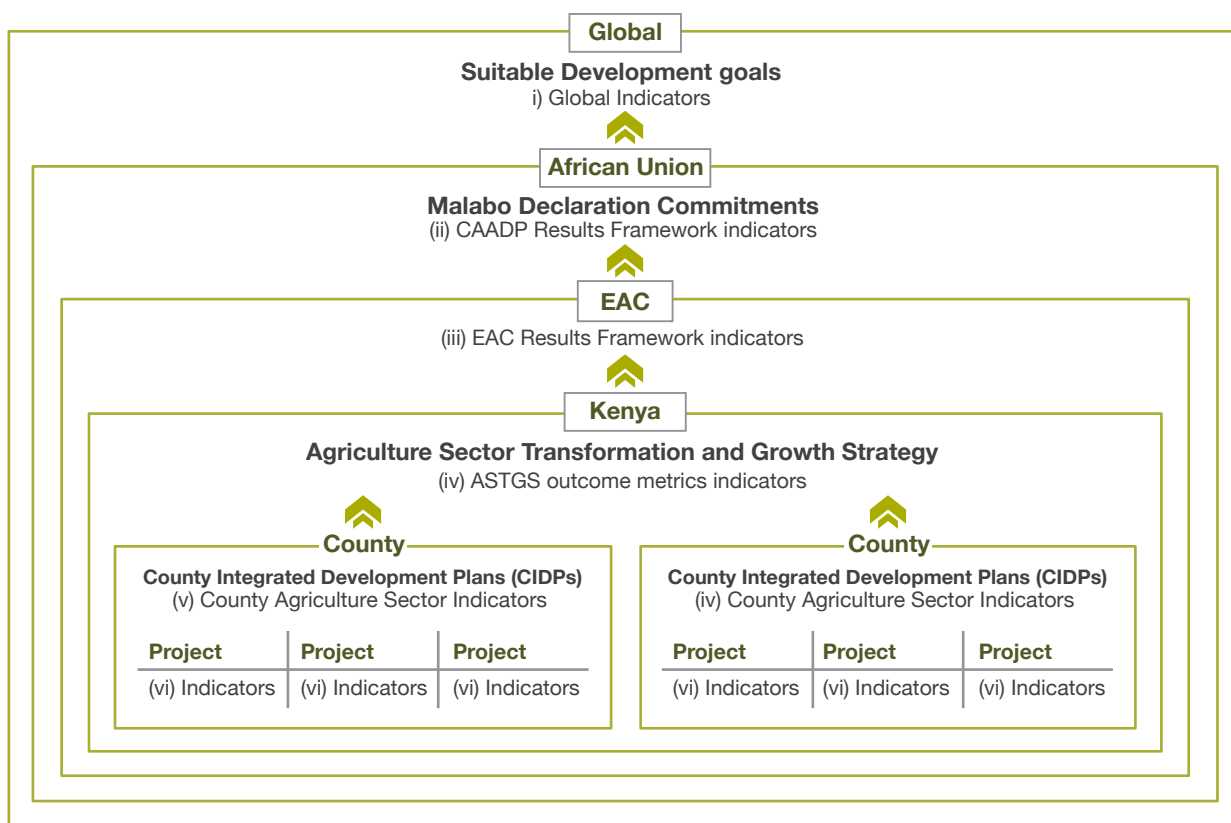 Global
Suitable Development goals
i) Global Indicators
African Union
Malabo Declaration Commitments
(ii) CAADP Results Framework indicators
EAC
(iii) EAC Results Framework indicators
Kenya
Agriculture Sector Transformation and Growth Strategy
(iv) ASTGS outcome metrics indicators
County
County Integrated Development Plans (CIDPs)
(v) County Agriculture Sector Indicators
Project Project Project
(vi) Indicators (vi) Indicators (vi) Indicators
County
County Integrated Development Plans (CIDPs)
(iv) County Agriculture Sector Indicators
Project Project Project
(vi) Indicators (vi) Indicators (vi) Indicators